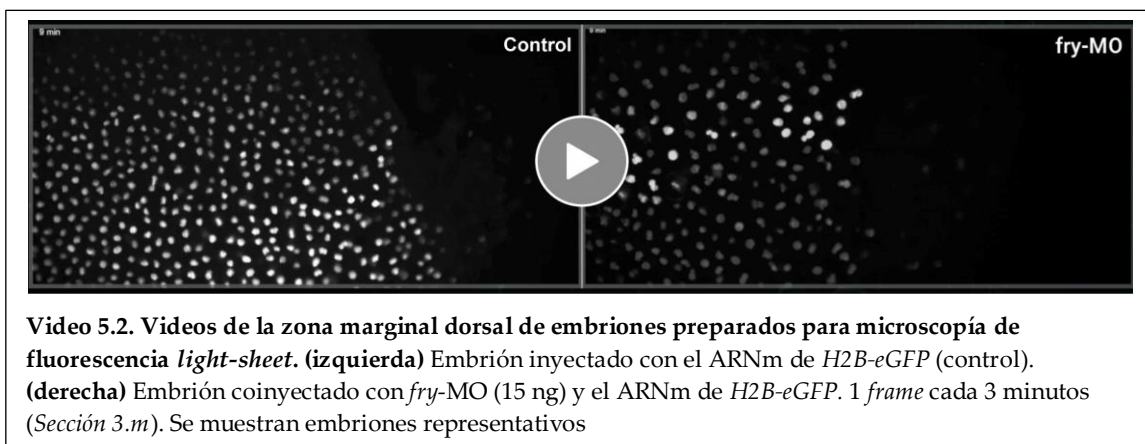 9 min
Control
9 min
fry-MO
Video 5.2. Videos de la zona marginal dorsal de embriones preparados para microscopía de
fluorescencia light-sheet. (izquierda) Embrión inyectado con el ARNm de H2B-eGFP (control).
(derecha) Embrión coinyectado con fry-MO (15 ng) y el ARNm de H2B-eGFP. 1 frame cada 3 minutos
(Sección 3.m). Se muestran embriones representativos